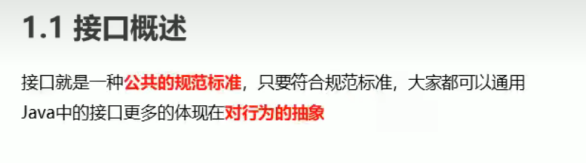 1.1 接口概述
接口就是一种公共的规范标准，只要符合规范标准，大家都可以通用
Java中的接口更多的体现在对行为的抽象